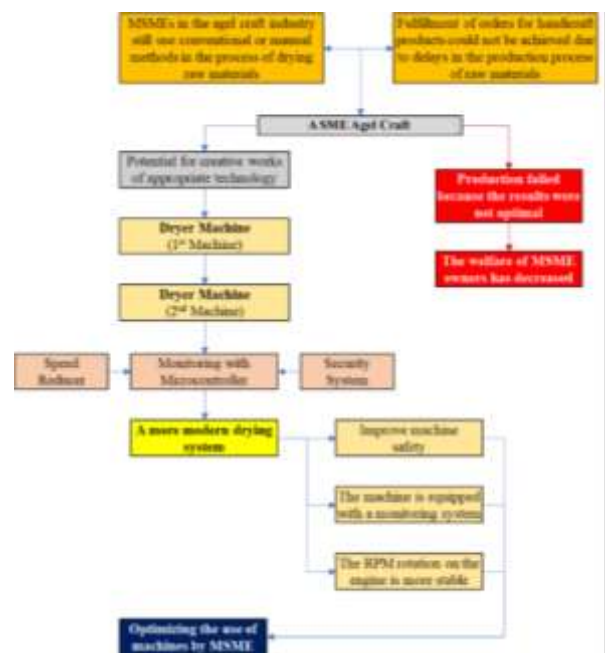 MSMEs in the agel craft industry
still use conventional or manual
methods in the process of drying
raw materials
Fulfillment of orders for handicraft
products could not be achieved due
to delays in the production process
of raw materials
ASME Agel Craft
Potential for creative works
of appropriate technology
Production failed
because the results were
not optimal
Dryer Machine
(1st Machine)
The welfare of MSME
owners has decreased
Dryer Machine
(2nd Machine)
Speed
Reducer
Monitoring with
Microcontroller
Security
System
A more modern drying
system
Improve machine
safety
The machine is equipped
with a monitoring system
The RPM rotation on the
engine is more stable
Optimizing the use of
machines by MSME